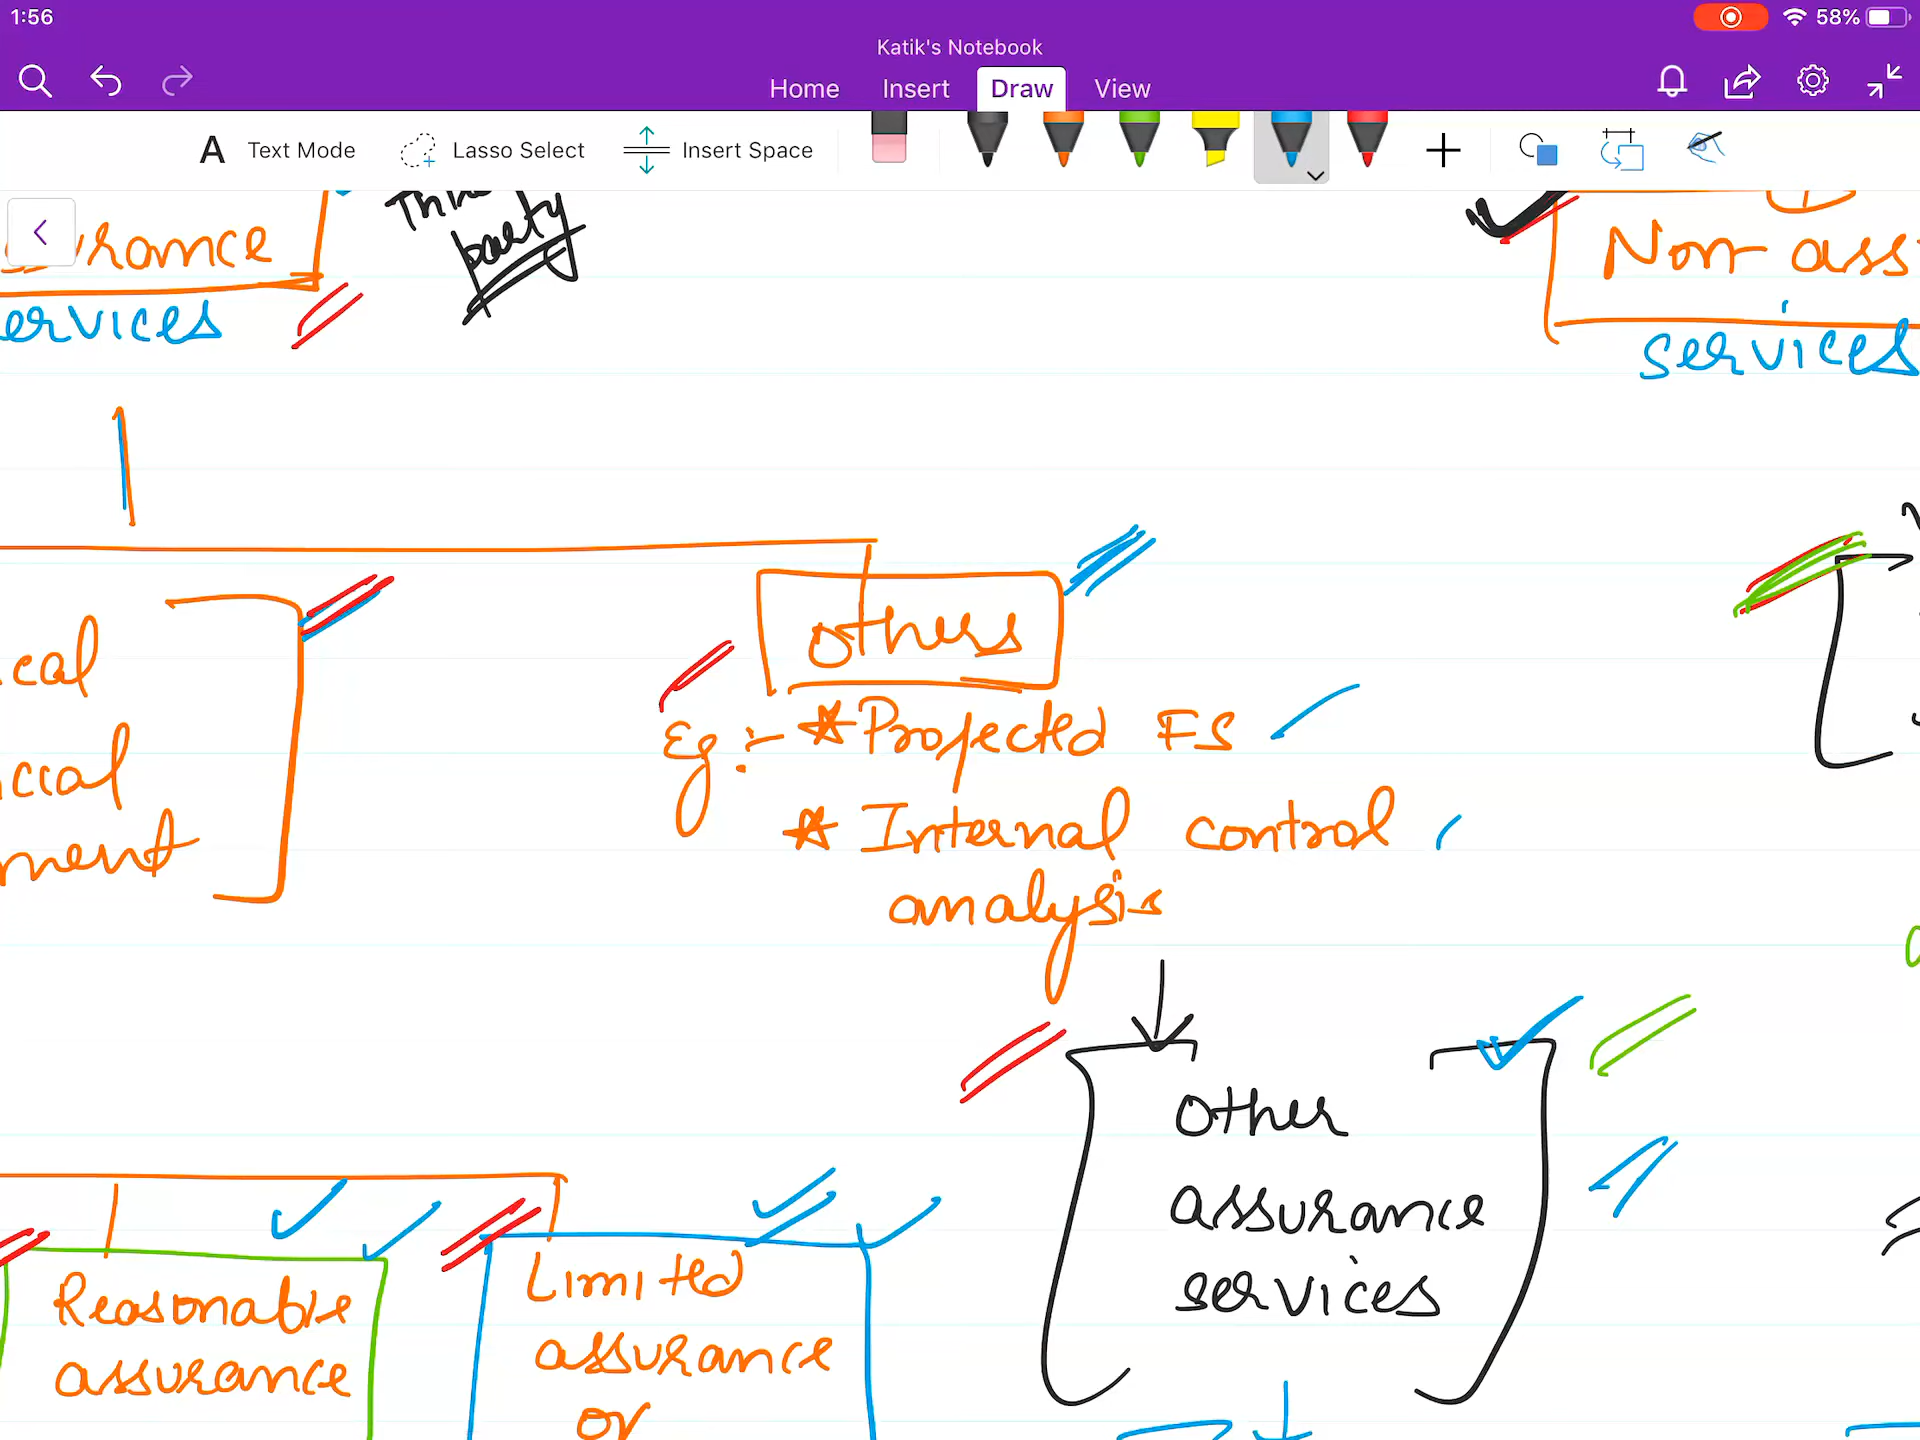 1:56
58%
Katik's Notebook
Home Insert Draw View
A Text Mode Lasso Select Insert Space
party
services
Non ass
services
others
Eg :- * Projected FS
* Internal control
analysis
Other
assurance
services
Reasonable
assurance
Limited
assurance
or